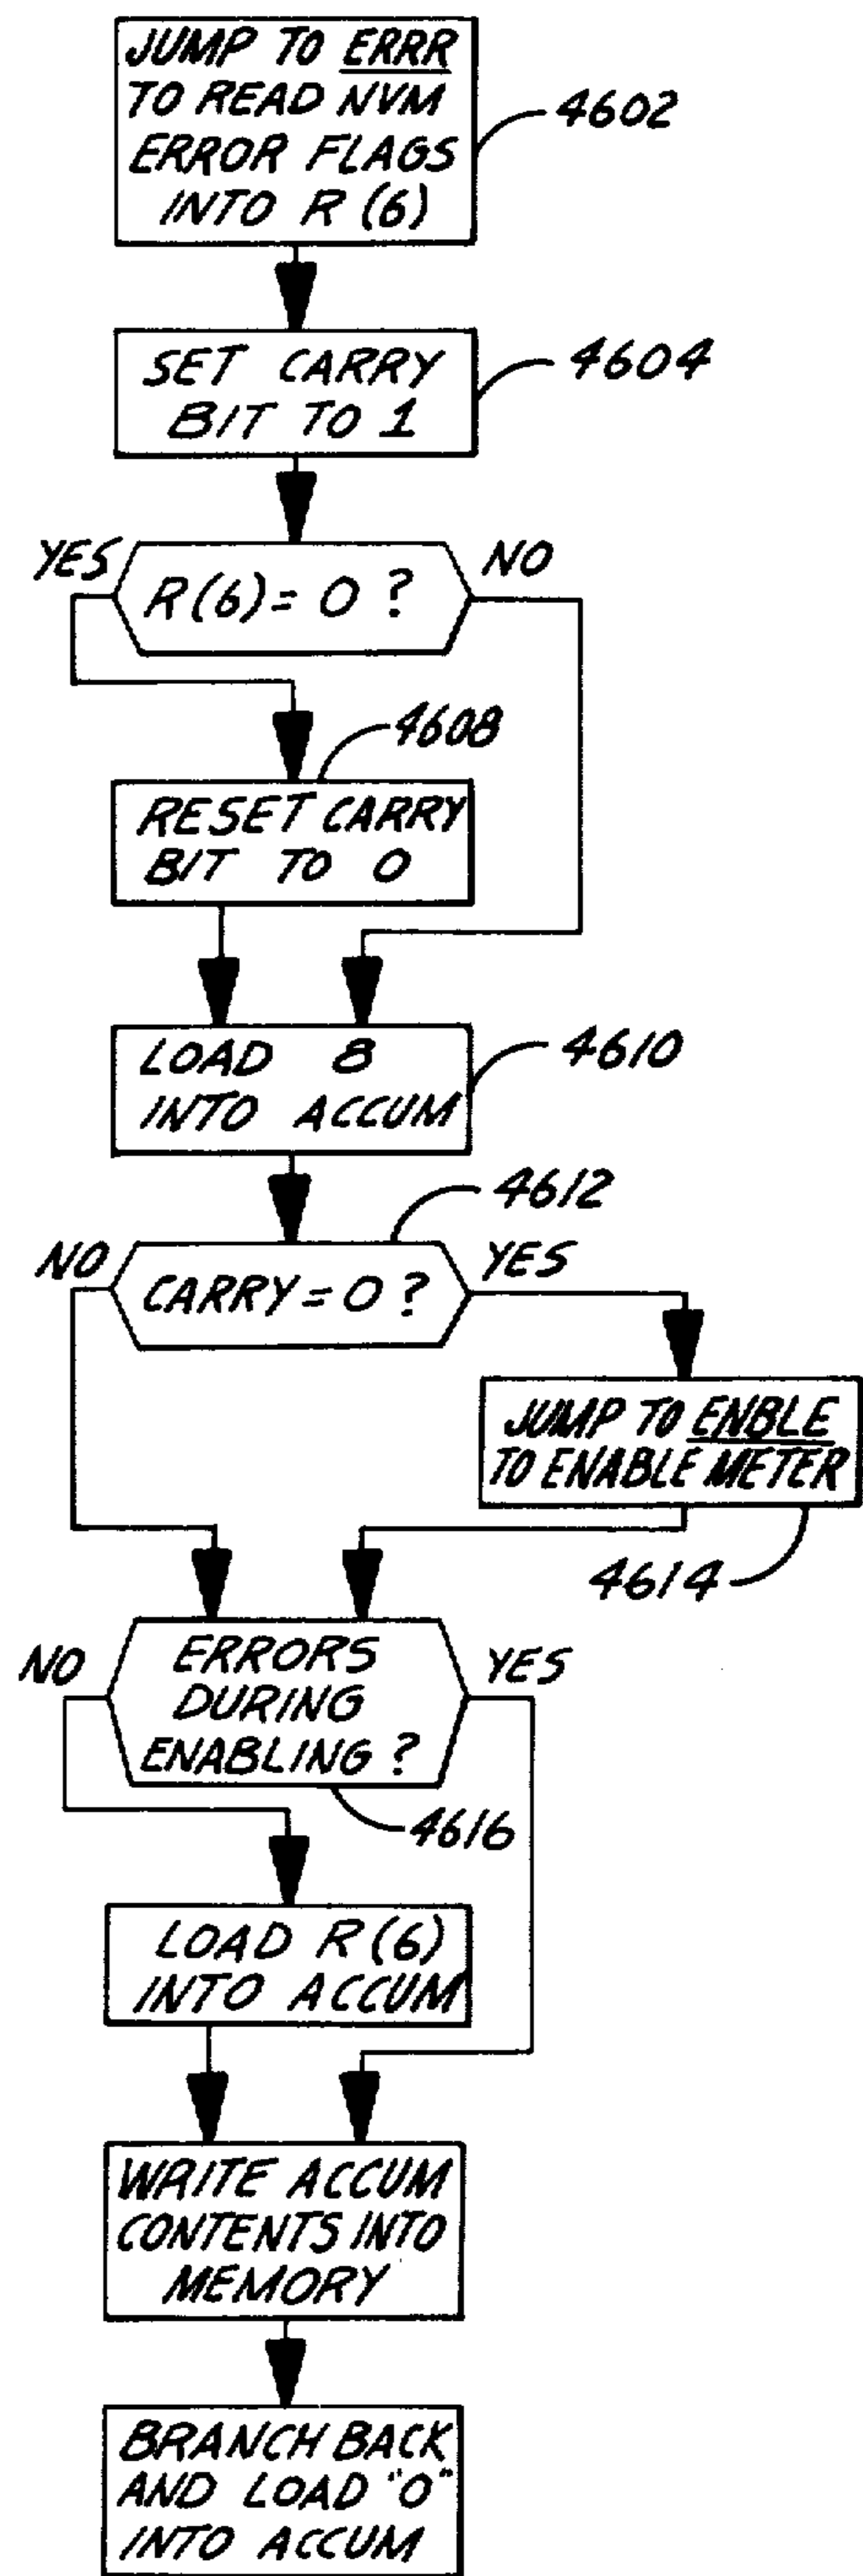 JUMP TO ERRR
TO READ NVM
ERROR FLAGS
INTO R (6)
4602
SET CARRY
BIT TO 1
4604
YES
R(6) = 0 ?
NO
4608
RESET CARRY
BIT TO 0
LOAD 8
INTO ACCUM
4610
4612
NO
CARRY = 0 ?
YES
JUMP TO ENBLE
TO ENABLE METER
4614
NO
ERRORS
DURING
ENABLING ?
YES
4616
LOAD R(6)
INTO ACCUM
WRITE ACCUM
CONTENTS INTO
MEMORY
BRANCH BACK
AND LOAD "0"
INTO ACCUM